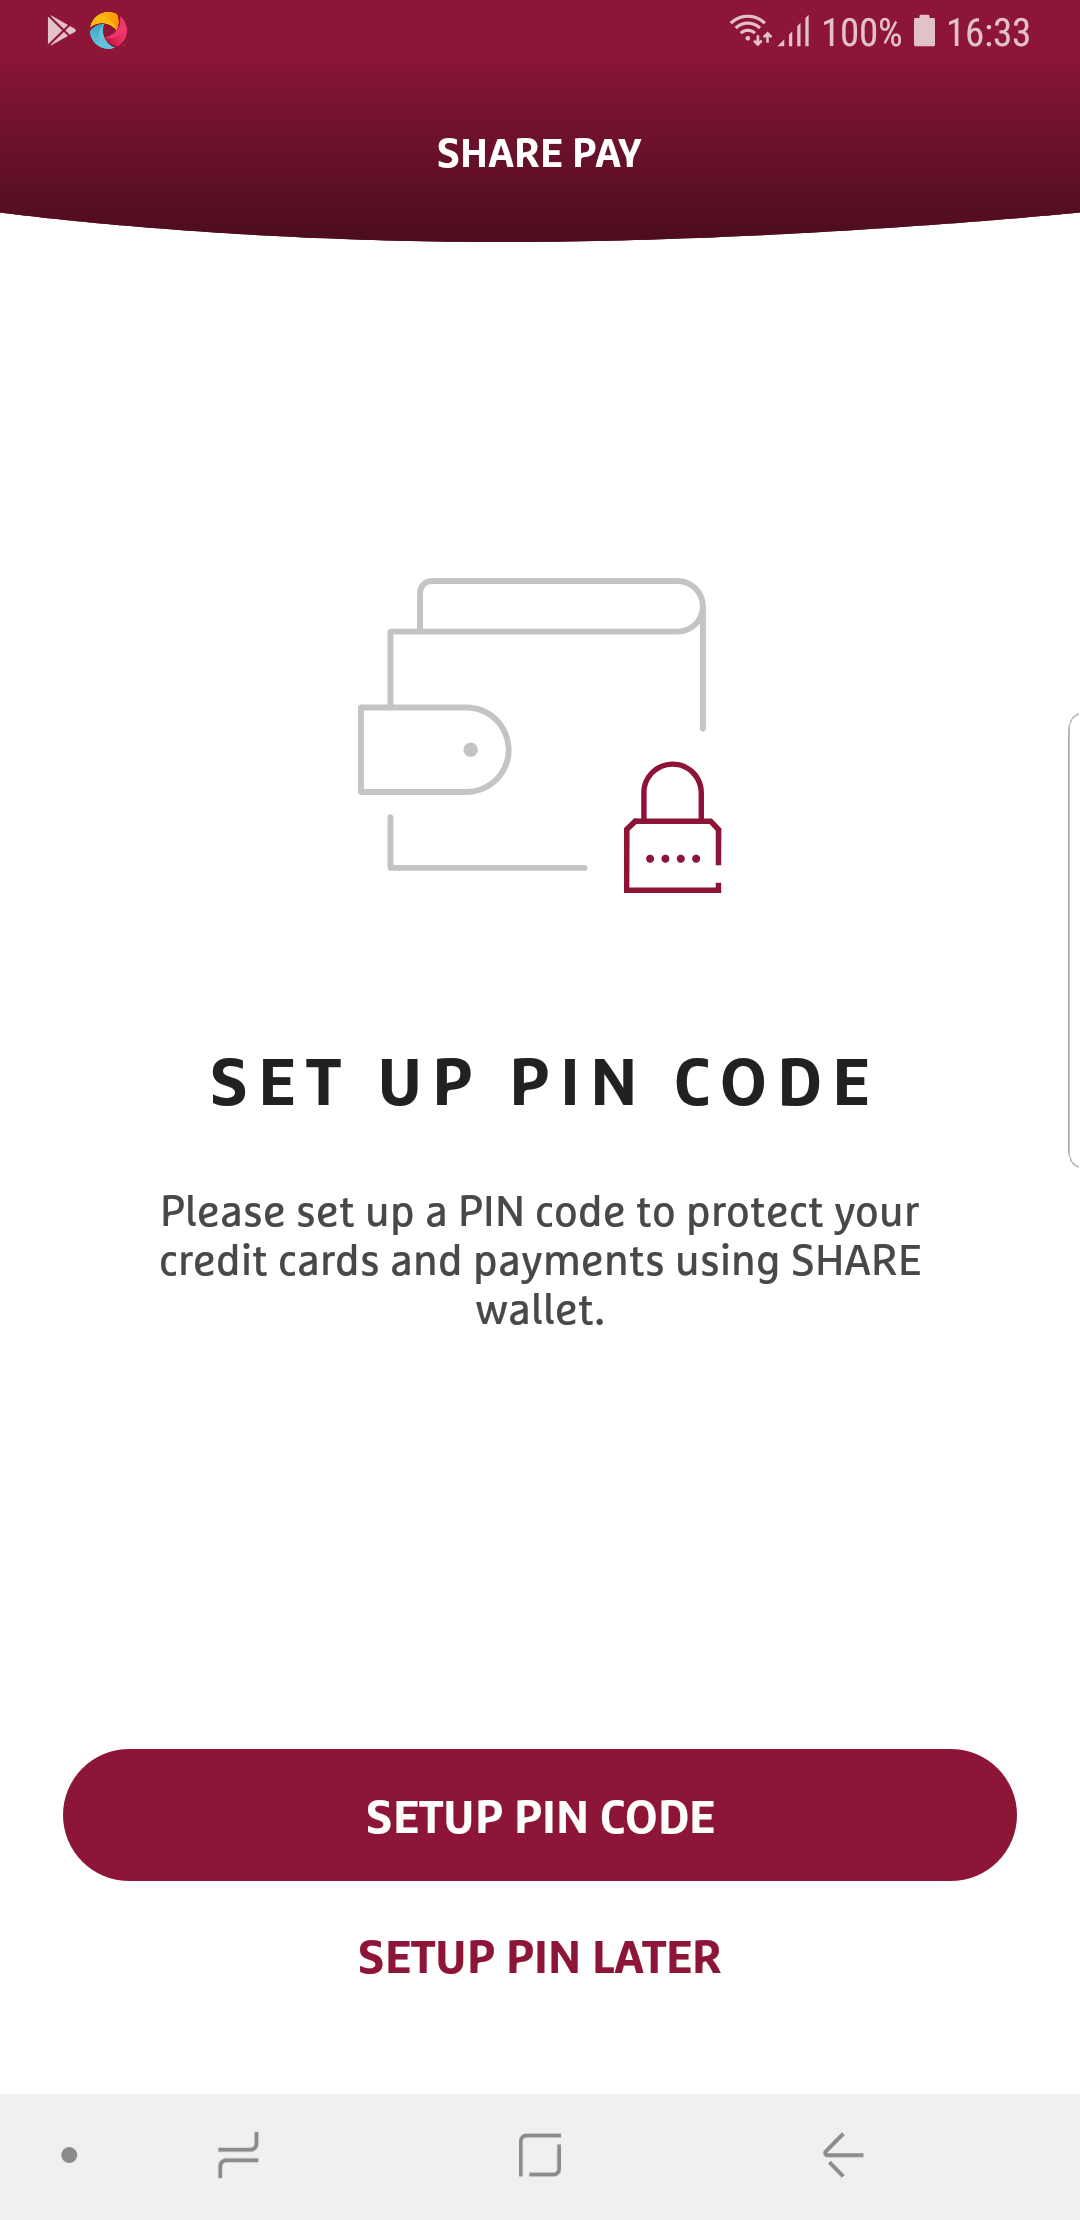 100% 16:33
SHARE PAY
SET UP PIN CODE
Please set up a PIN code to protect your
credit cards and payments using SHARE
wallet.
SETUP PIN CODE
SETUP PIN LATER